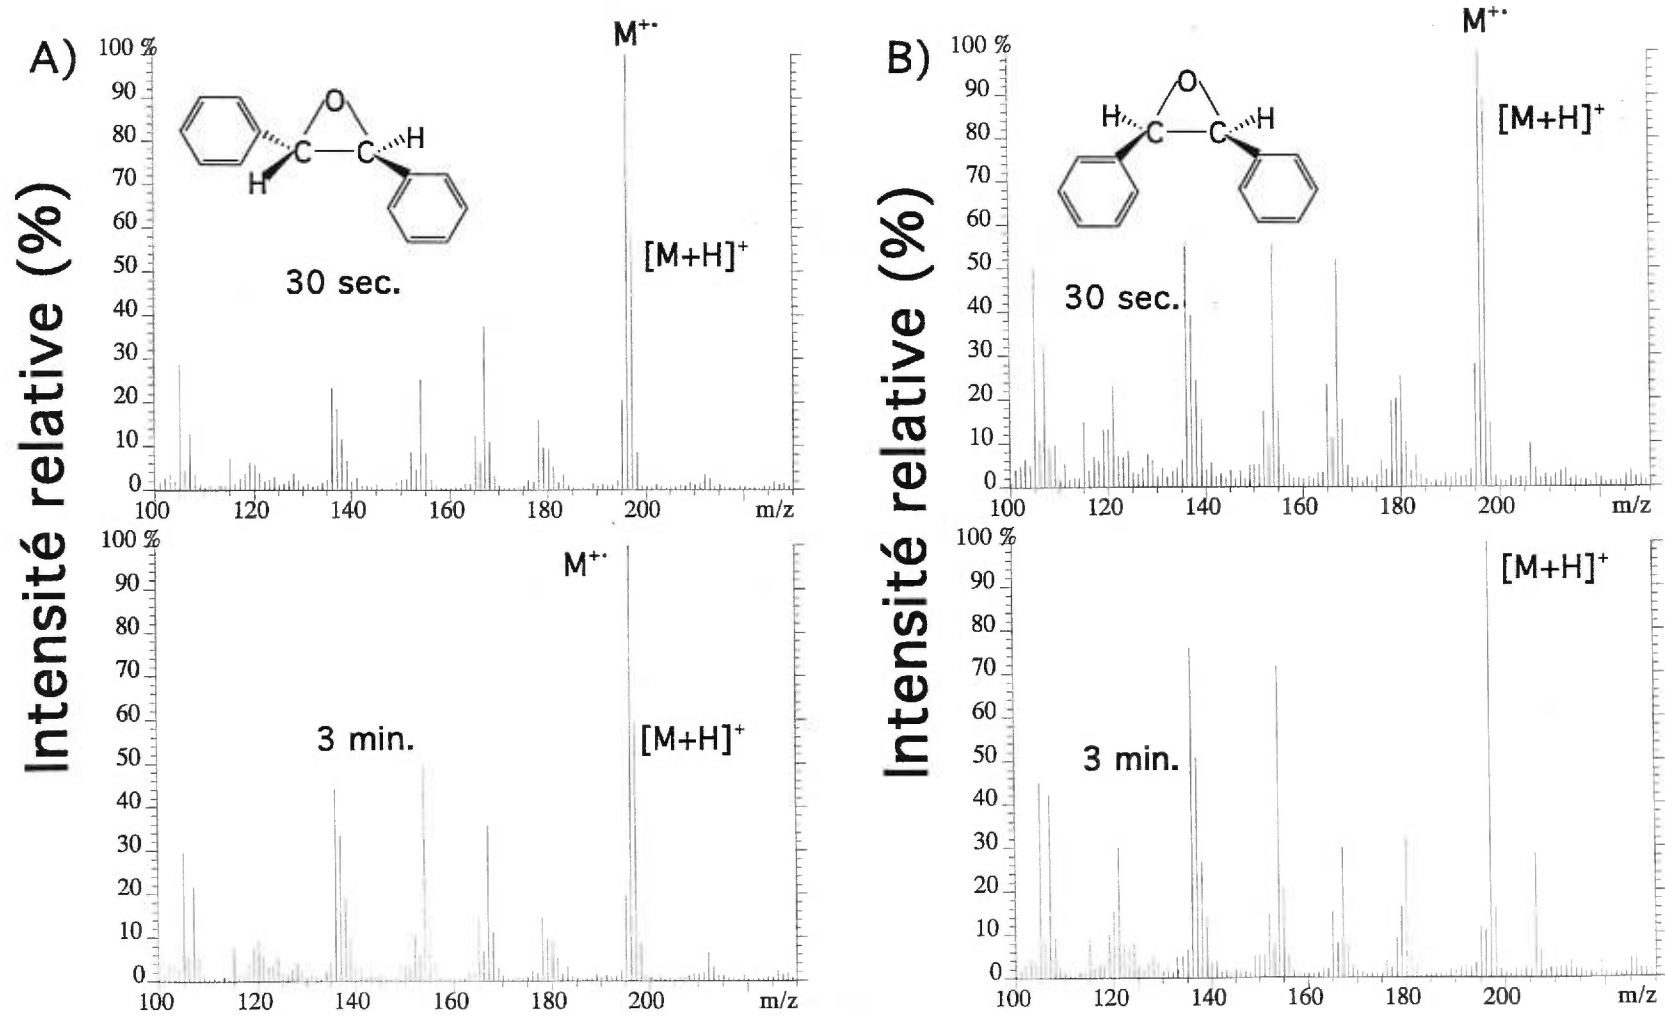 A)
Intensité relative (%)
100 %
90
80
70
60
50
40
30
20
10
0
100 120 140 160 180 200 m/z
M+·
[M+H]+
O
C C
H
H
30 sec.
100 %
90
80
70
60
50
40
30
20
10
0
100 120 140 160 180 200 m/z
M+·
[M+H]+
3 min.
B)
Intensité relative (%)
100 %
90
80
70
60
50
40
30
20
10
0
100 120 140 160 180 200 m/z
M+·
[M+H]+
O
H C C H
30 sec.
100 %
90
80
70
60
50
40
30
20
10
0
100 120 140 160 180 200 m/z
[M+H]+
3 min.